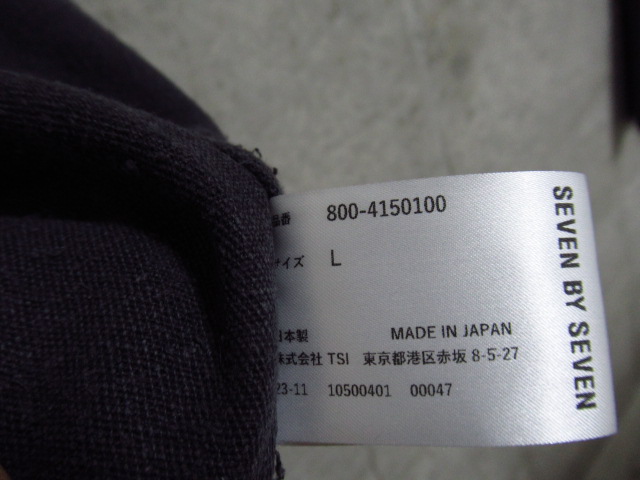 品番 800-4150100
サイズ L
日本製 MADE IN JAPAN
株式会社 TSI 東京都港区赤坂 8-5-27
23-11 10500401 00047
SEVEN BY SEVEN